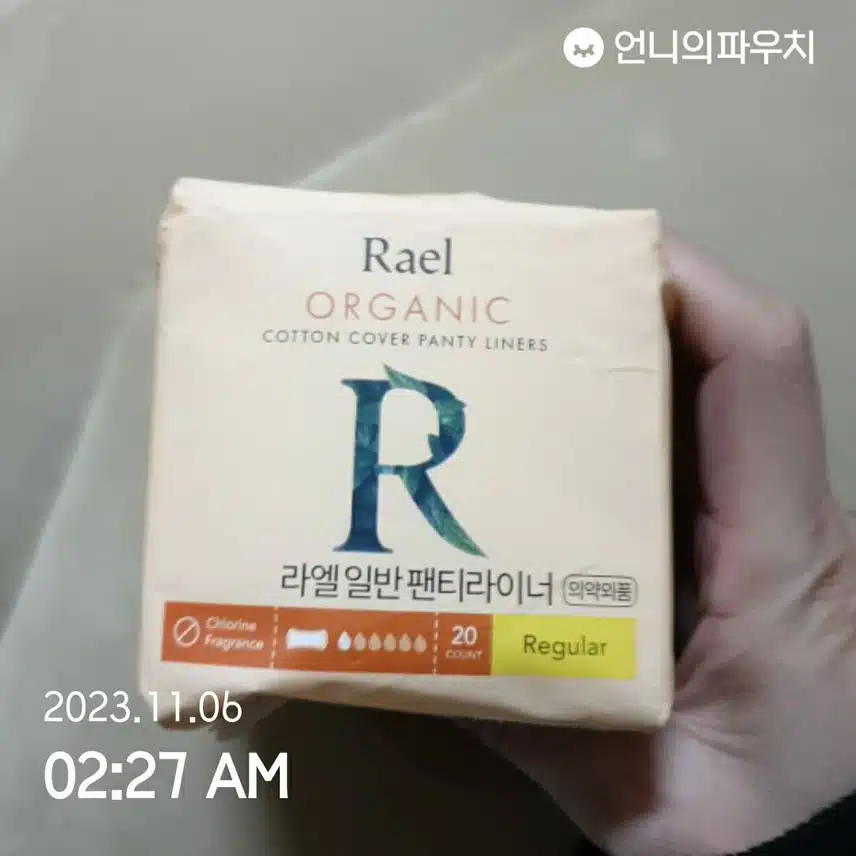 언니의파우치
Rael
ORGANIC
COTTON COVER PANTY LINERS
R
라엘 일반 팬티라이너 의약외품
Chlorine
Fragrance
20
COUNT
Regular
2023.11.06
02:27 AM